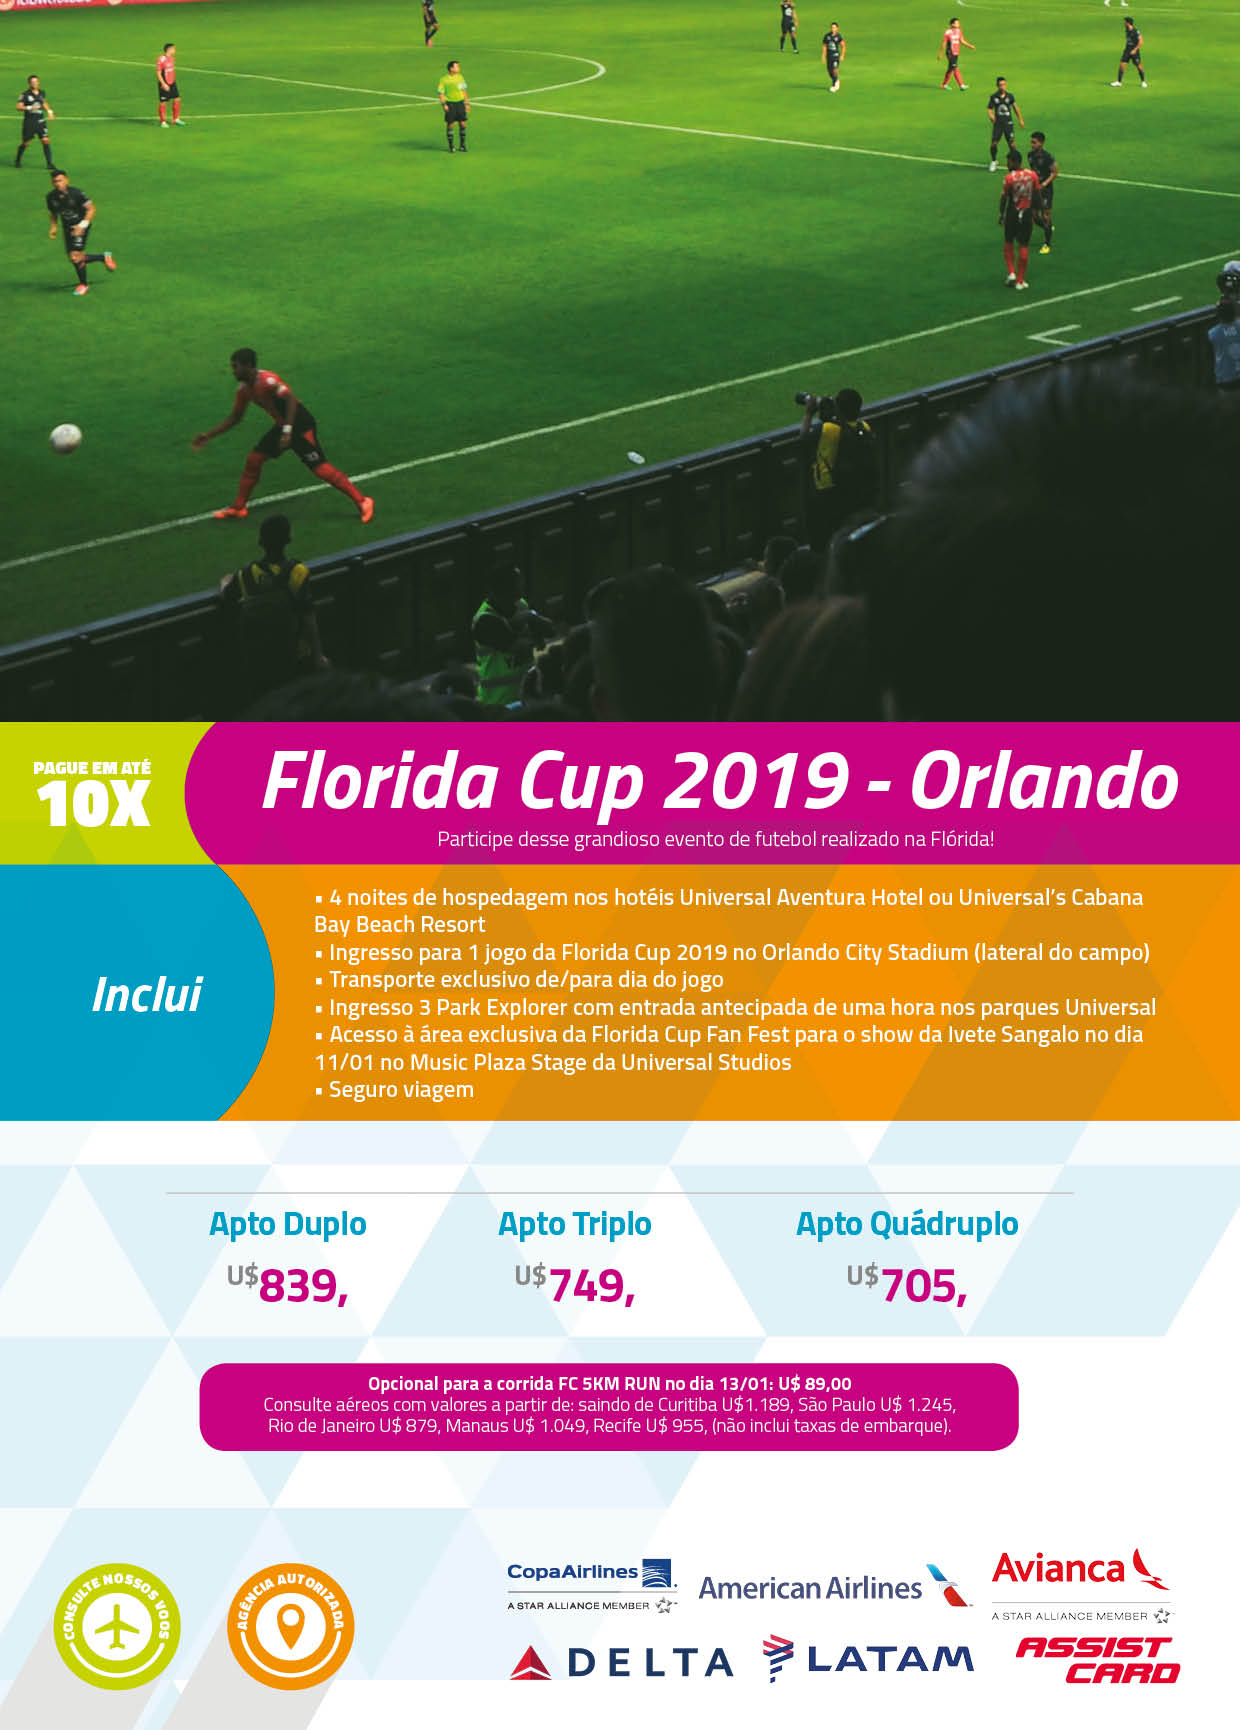 PAGUE EM ATÉ
10X
Florida Cup 2019 - Orlando
Participe desse grandioso evento de futebol realizado na Flórida!
Inclui
• 4 noites de hospedagem nos hotéis Universal Aventura Hotel ou Universal's Cabana
Bay Beach Resort
• Ingresso para 1 jogo da Florida Cup 2019 no Orlando City Stadium (lateral do campo)
• Transporte exclusivo de/para dia do jogo
• Ingresso 3 Park Explorer com entrada antecipada de uma hora nos parques Universal
• Acesso à área exclusiva da Florida Cup Fan Fest para o show da Ivete Sangalo no dia
11/01 no Music Plaza Stage da Universal Studios
• Seguro viagem
Apto Duplo
U$839,
Apto Triplo
U$749,
Apto Quádruplo
U$705,
Opcional para a corrida FC 5KM RUN no dia 13/01: U$ 89,00
Consulte aéreos com valores a partir de: saindo de Curitiba U$1.189, São Paulo U$ 1.245,
Rio de Janeiro U$ 879, Manaus U$ 1.049, Recife U$ 955, (não inclui taxas de embarque).
CONSULTE NOSSOS VOOS
AGÊNCIA AUTORIZADA
CopaAirlines
A STAR ALLIANCE MEMBER
American Airlines
Avianca
A STAR ALLIANCE MEMBER
DELTA
LATAM
ASSIST
CARD